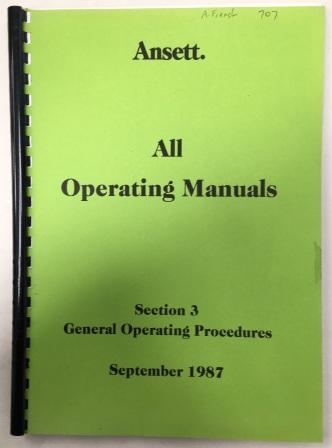 A. French 707
Ansett.
All
Operating Manuals
Section 3
General Operating Procedures
September 1987